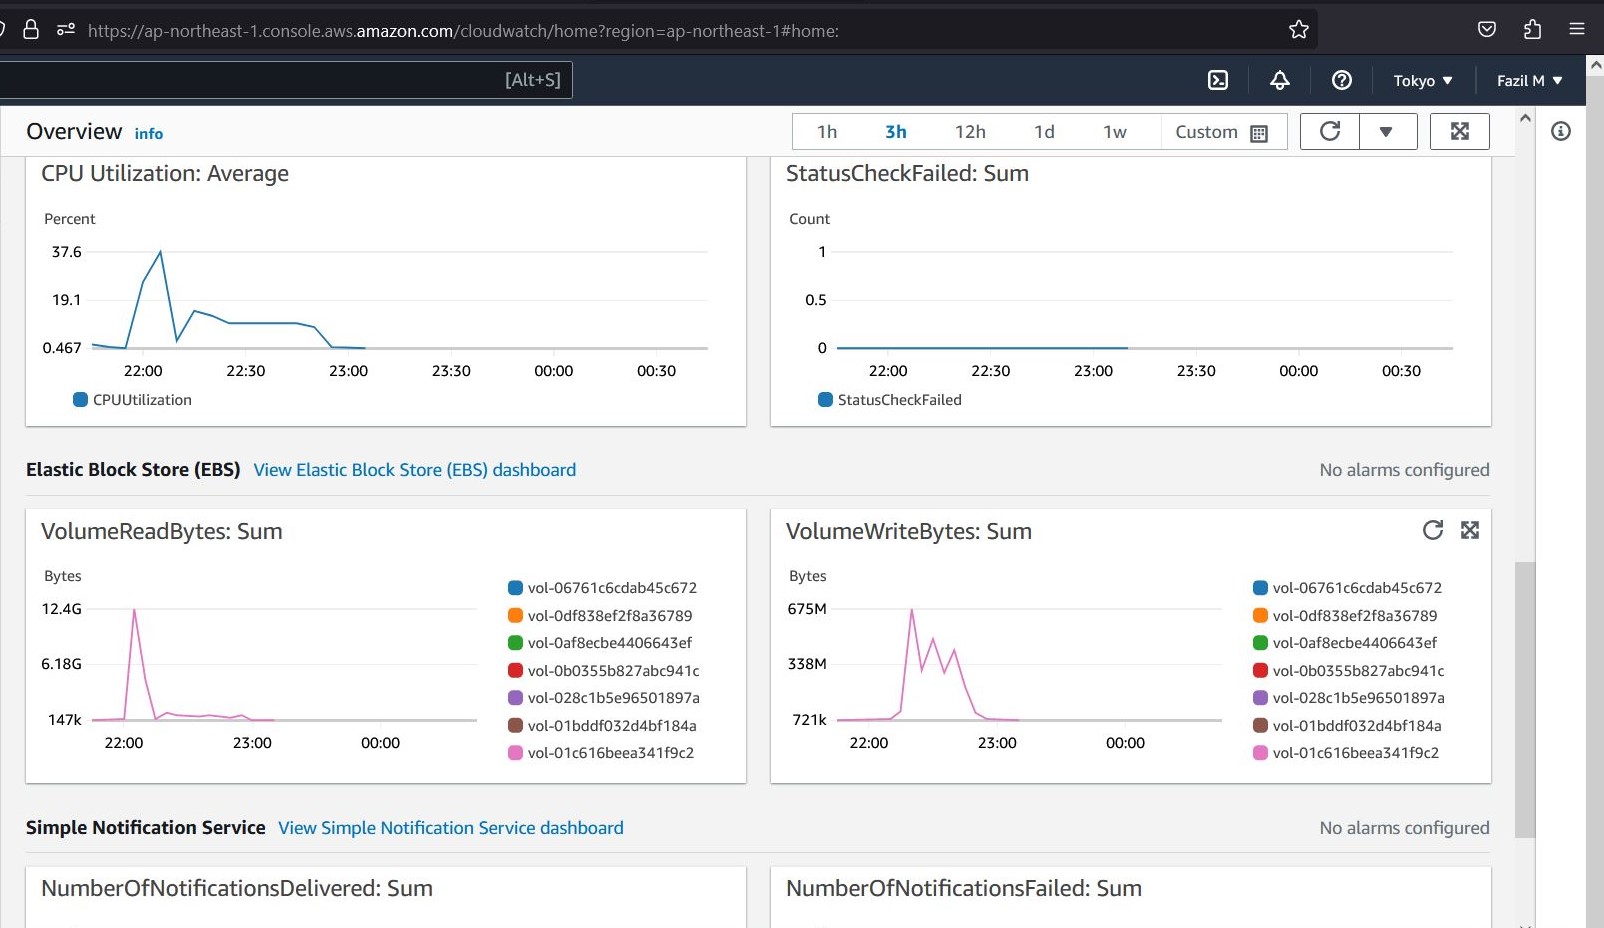 https://ap-northeast-1.console.aws.amazon.com/cloudwatch/home?region=ap-northeast-1#home:
[Alt+S]
Tokyo
Fazil M
Overview info
1h 3h 12h 1d 1w Custom
CPU Utilization: Average
Percent
37.6
19.1
0.467
22:00 22:30 23:00 23:30 00:00 00:30
CPUUtilization
StatusCheckFailed: Sum
Count
1
0.5
0
22:00 22:30 23:00 23:30 00:00 00:30
StatusCheckFailed
Elastic Block Store (EBS) View Elastic Block Store (EBS) dashboard
No alarms configured
VolumeReadBytes: Sum
Bytes
12.4G
6.18G
147k
22:00 23:00 00:00
vol-06761c6cdab45c672
vol-0df838ef2f8a36789
vol-0af8ecbe4406643ef
vol-0b0355b827abc941c
vol-028c1b5e96501897a
vol-01bddf032d4bf184a
vol-01c616beea341f9c2
VolumeWriteBytes: Sum
Bytes
675M
338M
721k
22:00 23:00 00:00
vol-06761c6cdab45c672
vol-0df838ef2f8a36789
vol-0af8ecbe4406643ef
vol-0b0355b827abc941c
vol-028c1b5e96501897a
vol-01bddf032d4bf184a
vol-01c616beea341f9c2
Simple Notification Service View Simple Notification Service dashboard
No alarms configured
NumberOfNotificationsDelivered: Sum
NumberOfNotificationsFailed: Sum